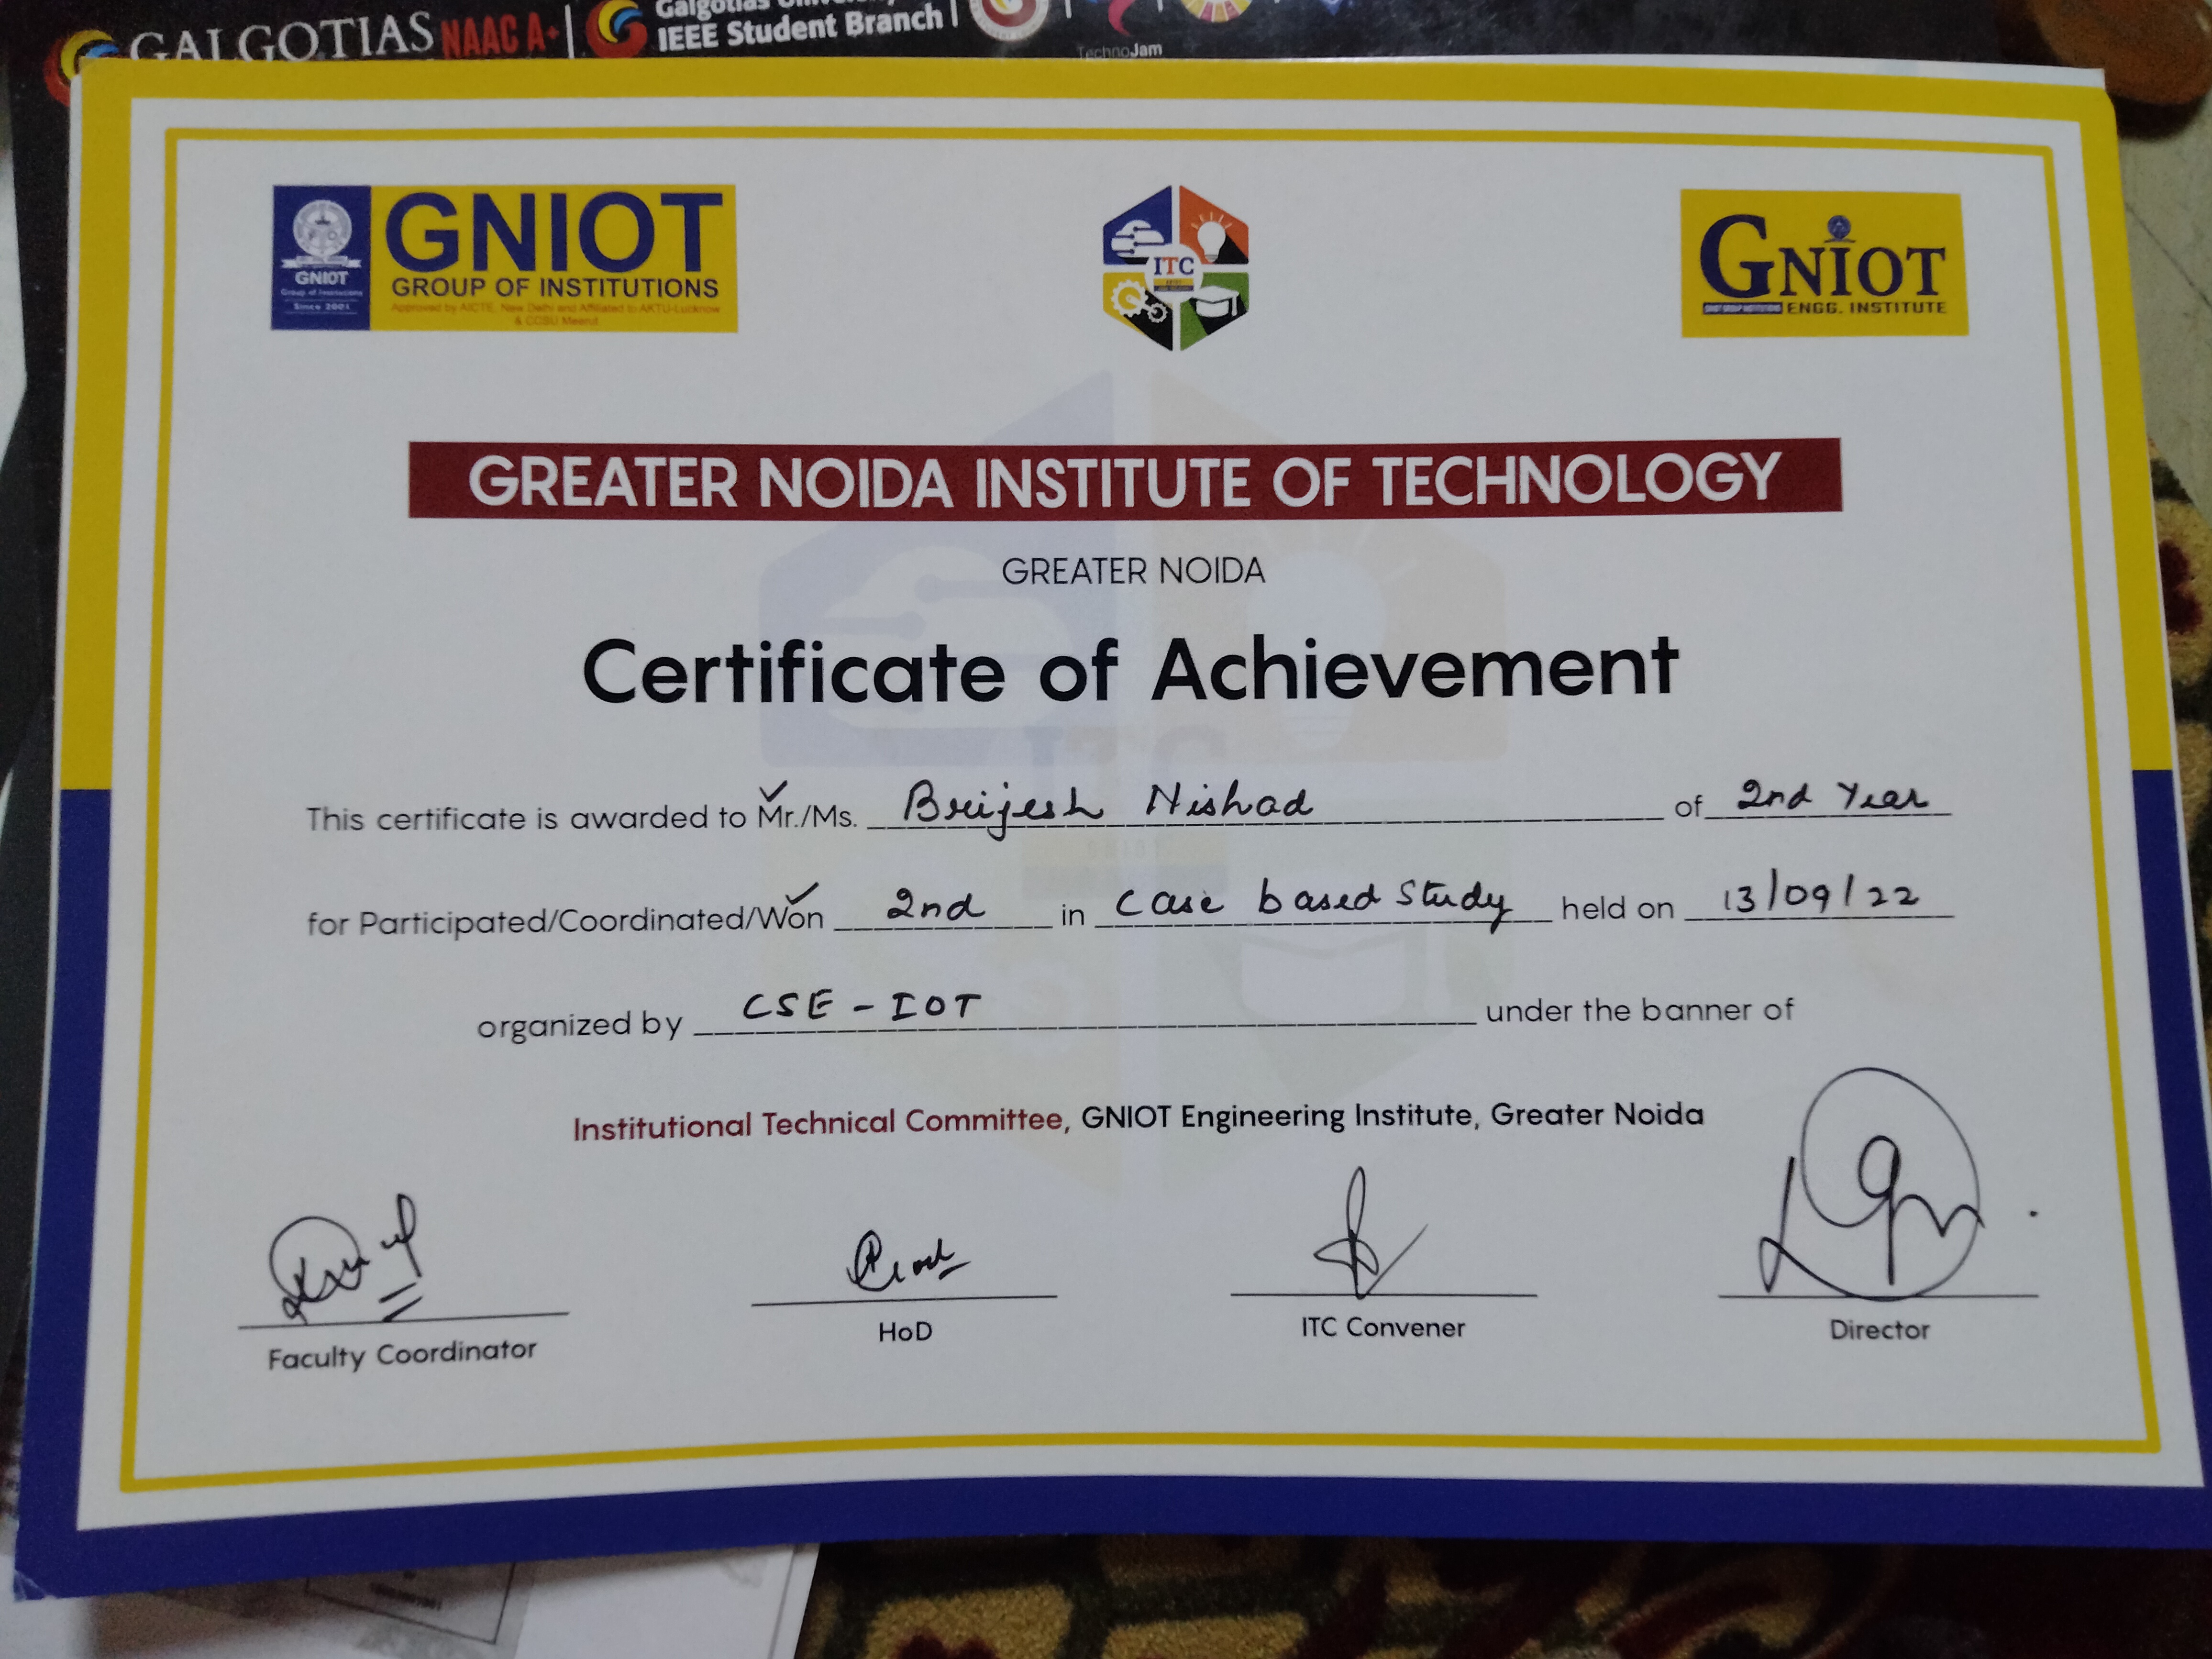 GALGOTIAS NAAC A+
IEEE Student Branch
TechnoJam
GNIOT
GROUP OF INSTITUTIONS
Approved by AICTE, New Delhi and Affiliated to AKTU-Lucknow
& CCSU Meerut
GNIOT
Group of Institutions
Since 2001
ITC
GNIOT
ENGG. INSTITUTE
GREATER NOIDA INSTITUTE OF TECHNOLOGY
GREATER NOIDA
Certificate of Achievement
This certificate is awarded to Mr./Ms. Brijesh Nishad of 2nd Year
for Participated/Coordinated/Won 2nd in Case based Study held on 13/09/22
organized by CSE - IOT under the banner of
Institutional Technical Committee, GNIOT Engineering Institute, Greater Noida
Faculty Coordinator
HoD
ITC Convener
Director